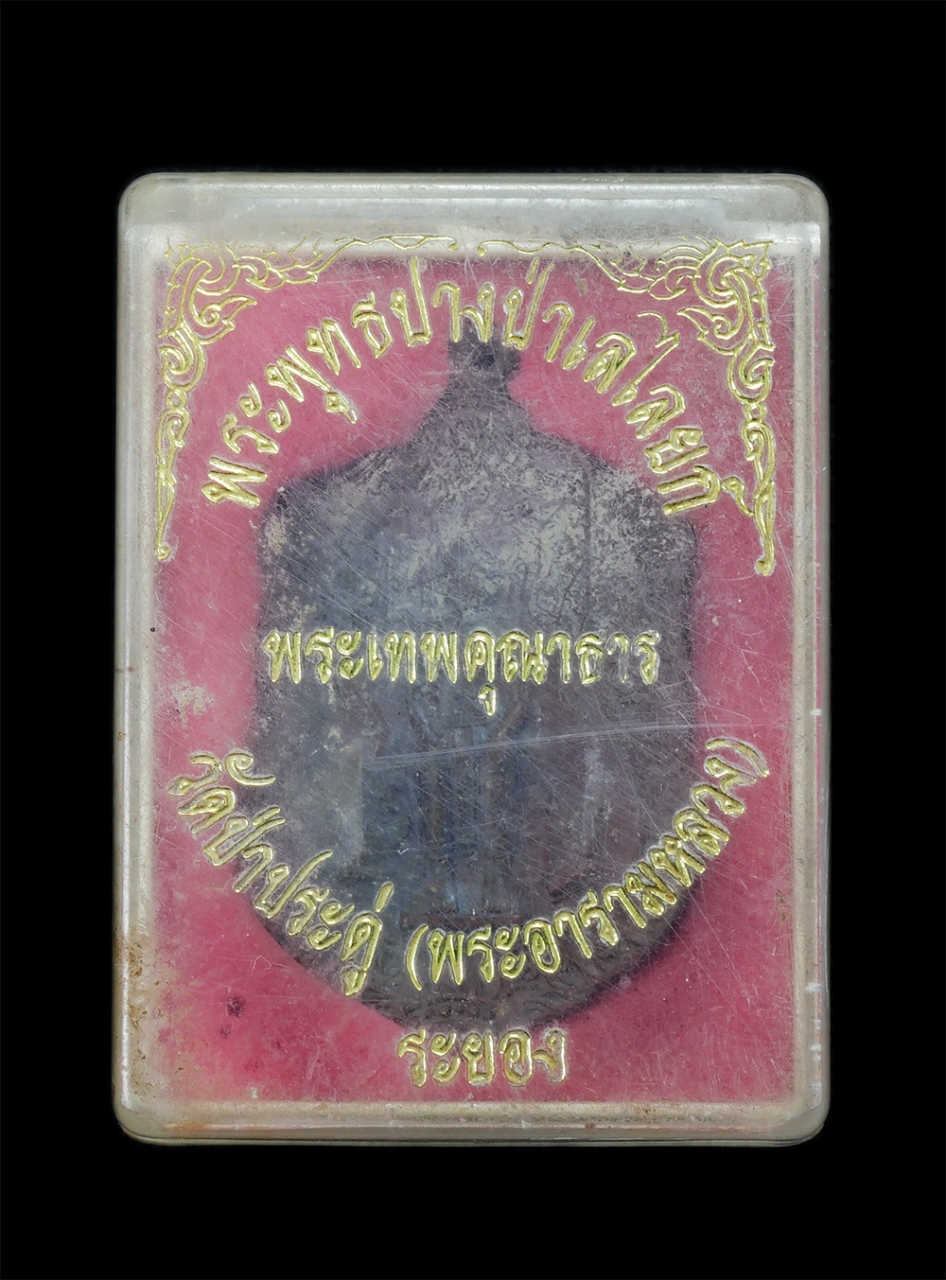 พระพุทธปางป่าเลไลยก์
พระเทพคุณาธาร
วัดป่าประดู่ (พระอารามหลวง)
ระยอง